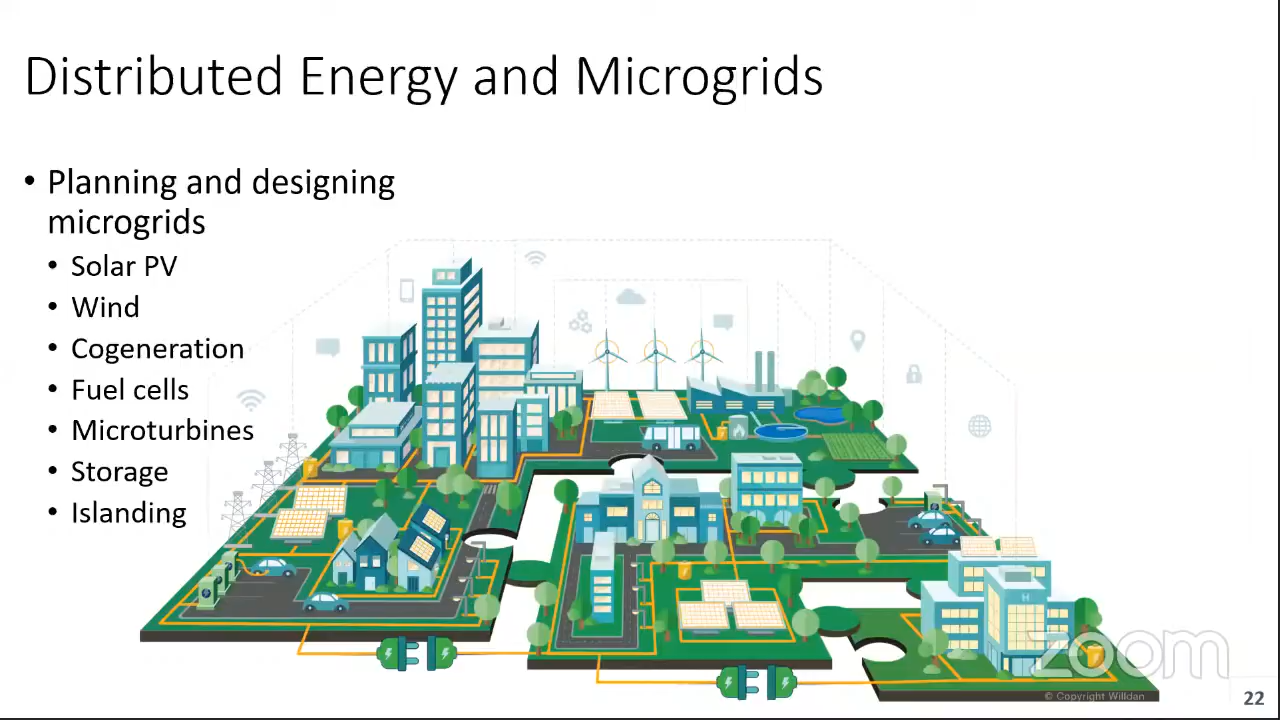 Distributed Energy and Microgrids
• Planning and designing
microgrids
• Solar PV
• Wind
• Cogeneration
• Fuel cells
• Microturbines
• Storage
• Islanding
H
zoom
© Copyright Willdan
22